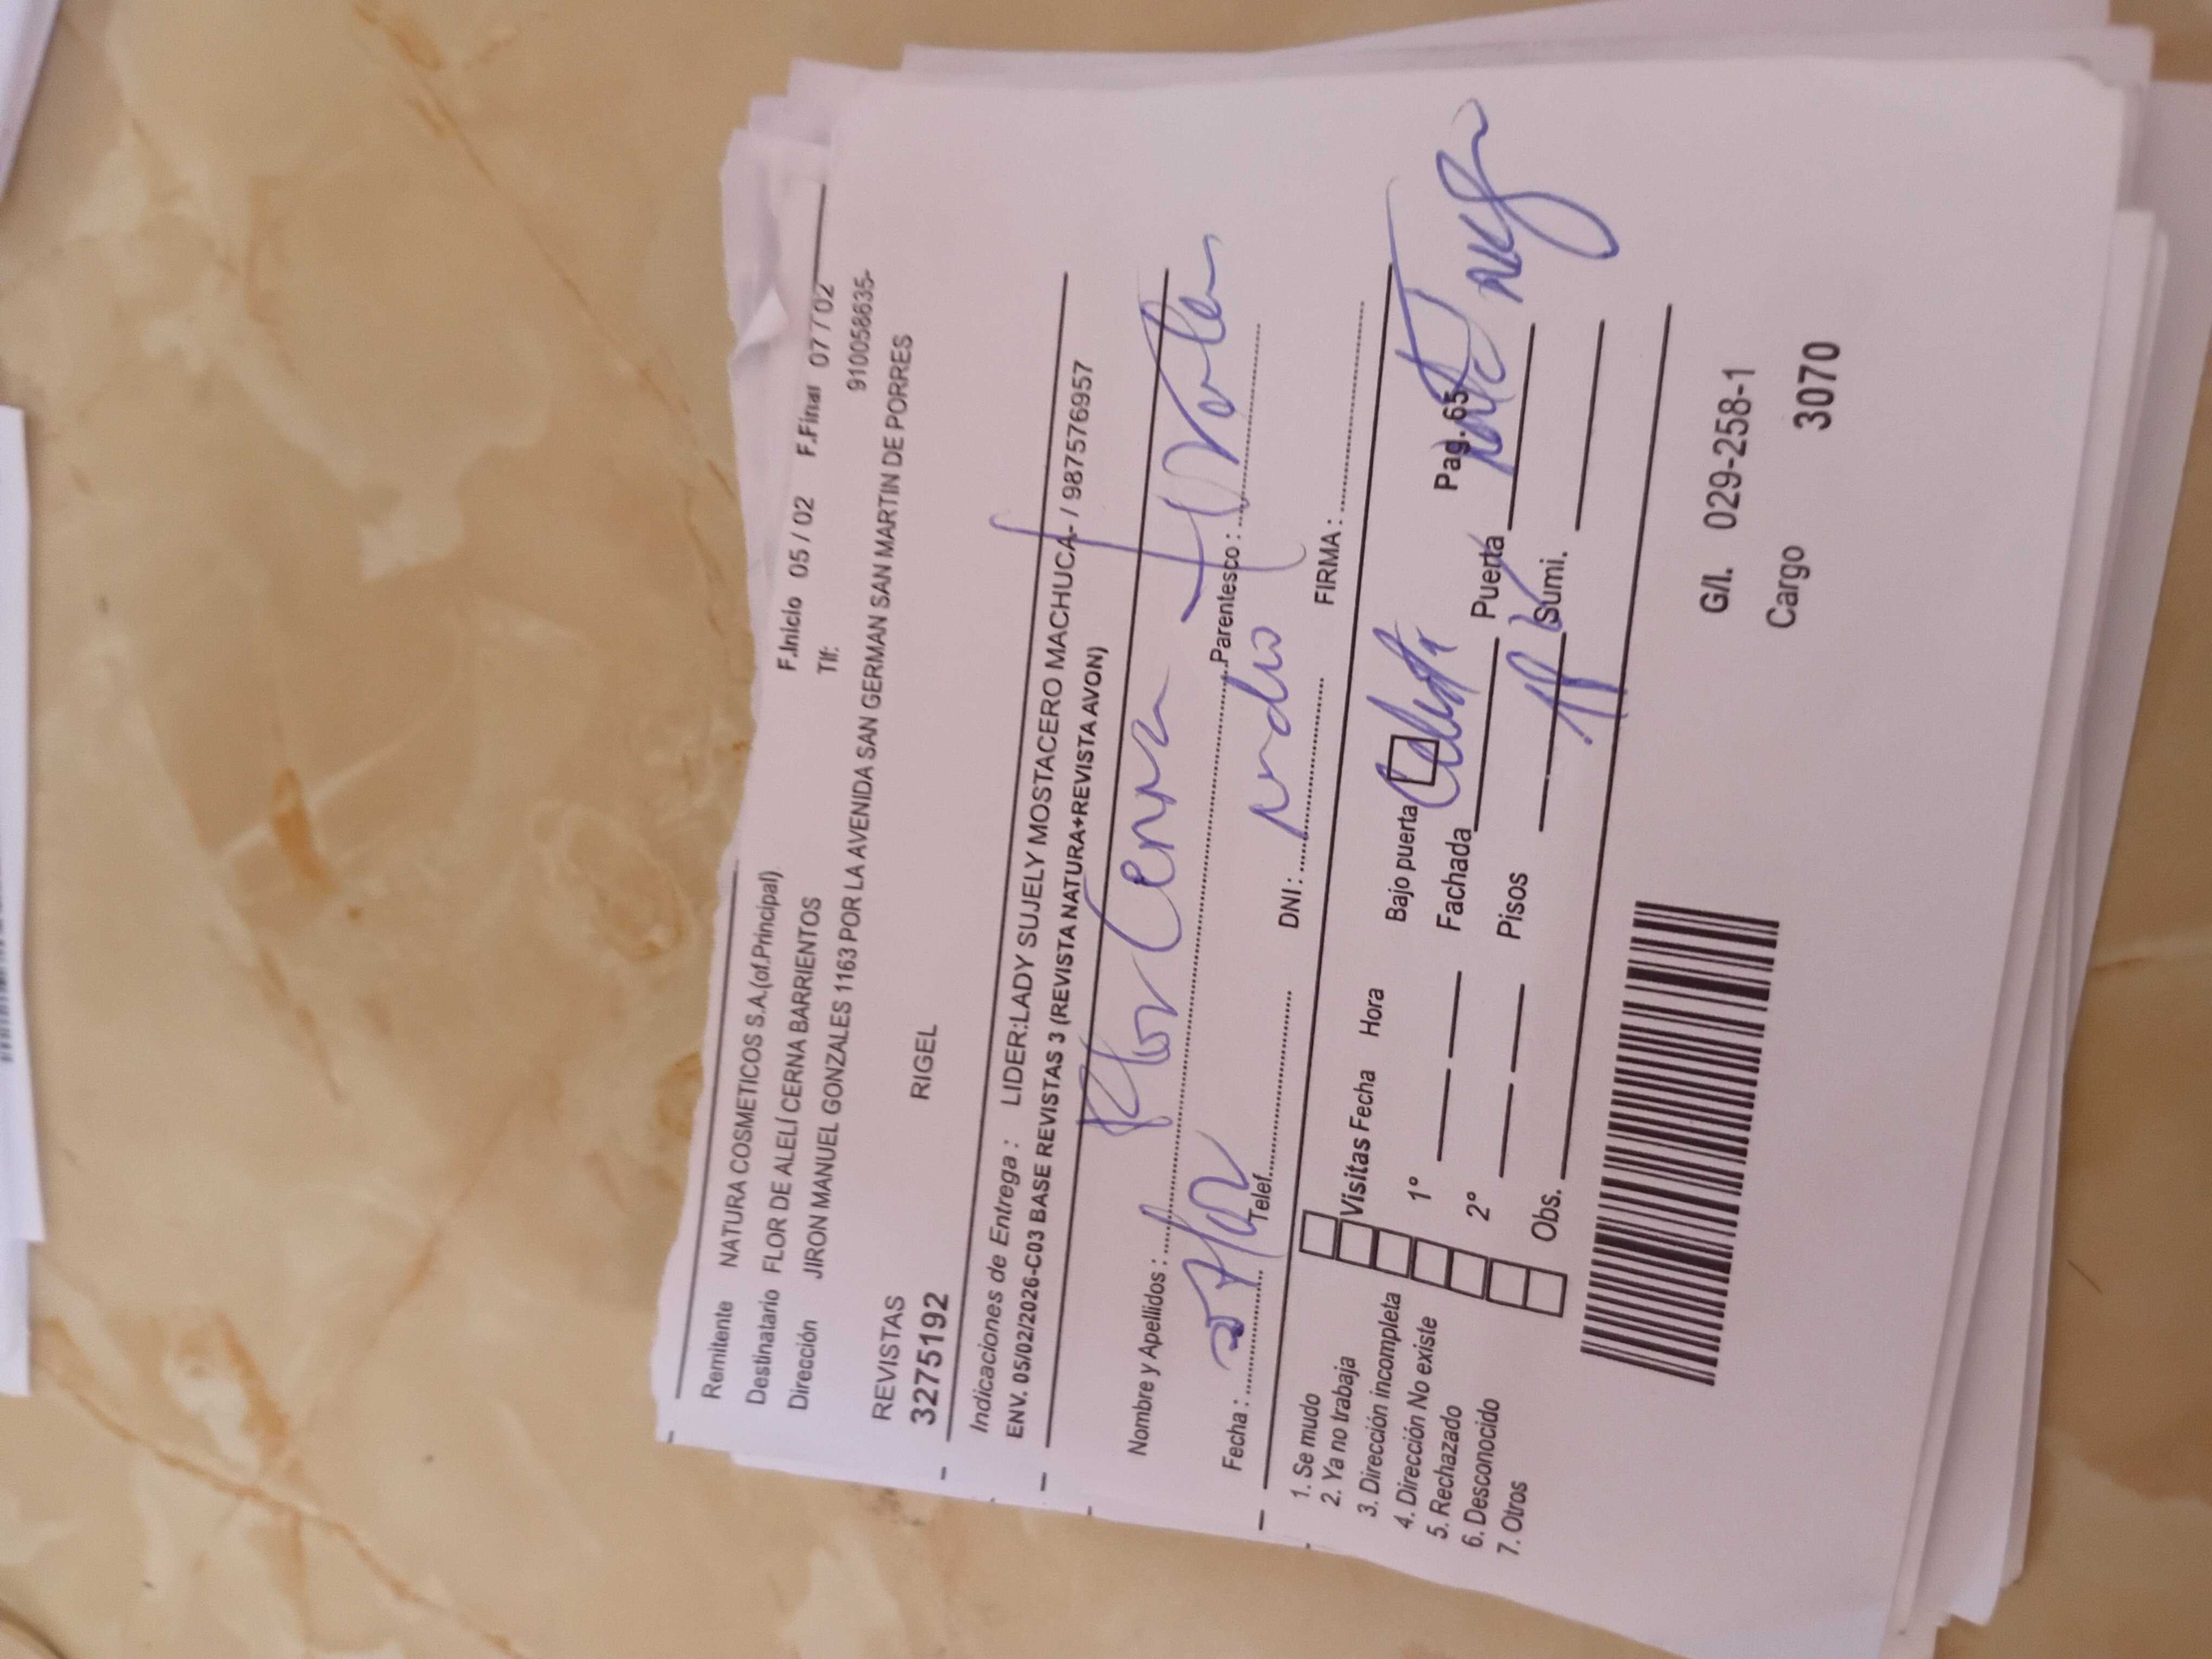 Remitente NATURA COSMETICOS S.A.(of.Principal)
Destinatario FLOR DE ALELÍ CERNA BARRIENTOS F.Inicio 05 / 02 F.Final 07 / 02
Dirección JIRON MANUEL GONZALES 1163 POR LA AVENIDA SAN GERMAN SAN MARTIN DE PORRES Tlf: 910058635-
REVISTAS RIGEL
3275192
Indicaciones de Entrega : LIDER:LADY SUJELY MOSTACERO MACHUCA- / 987576957
ENV. 05/02/2026-C03 BASE REVISTAS 3 (REVISTA NATURA+REVISTA AVON)
Flor Cerna
Nombre y Apellidos : Parentesco :
Fecha : Telef. DNI : FIRMA :
1. Se mudo
2. Ya no trabaja
3. Dirección incompleta
4. Dirección No existe
5. Rechazado
6. Desconocido
7. Otros
Visitas Fecha Hora Bajo puerta Pag. 65
1º Fachada Puerta
2º Pisos Sumi.
Obs.
G/I. 029-258-1
Cargo 3070